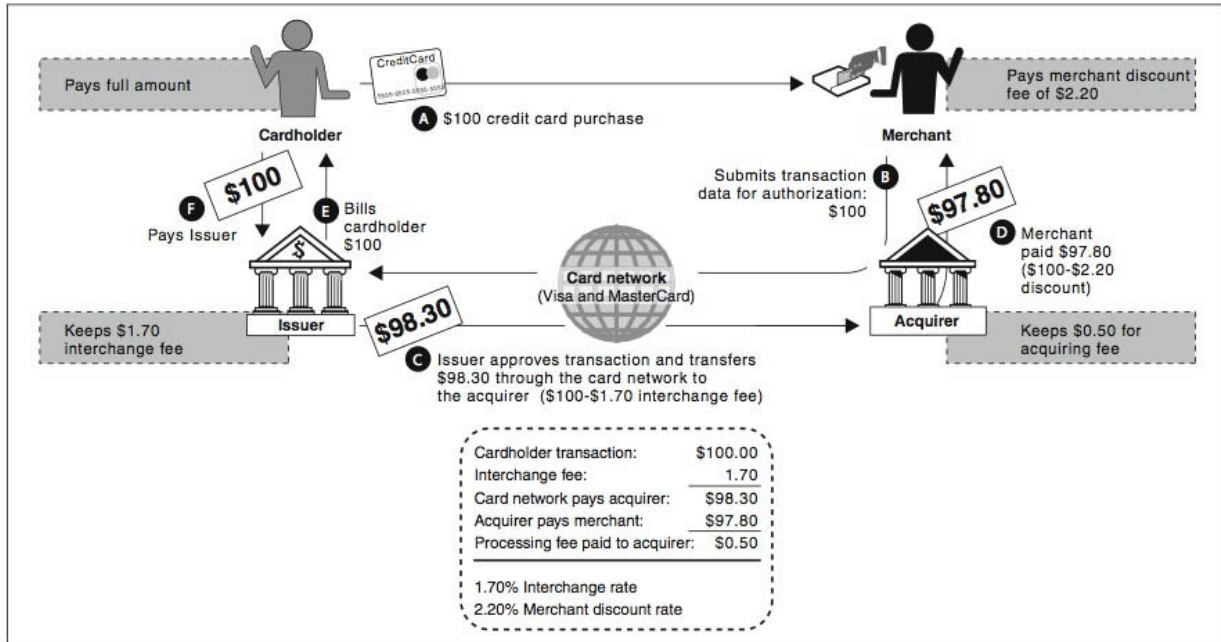 CreditCard
Pays full amount
Pays merchant discount
fee of $2.20
A $100 credit card purchase
Cardholder
Merchant
Submits transaction
data for authorization:
$100
B
$100
$97.80
F
Pays Issuer
E Bills
cardholder
$100
D Merchant
paid $97.80
($100-$2.20
discount)
$
Card network
(Visa and MasterCard)
Issuer
Acquirer
$98.30
Keeps $1.70
interchange fee
Keeps $0.50 for
acquiring fee
C Issuer approves transaction and transfers
$98.30 through the card network to
the acquirer ($100-$1.70 interchange fee)
Cardholder transaction: $100.00
Interchange fee: 1.70
Card network pays acquirer: $98.30
Acquirer pays merchant: $97.80
Processing fee paid to acquirer: $0.50
1.70% Interchange rate
2.20% Merchant discount rate